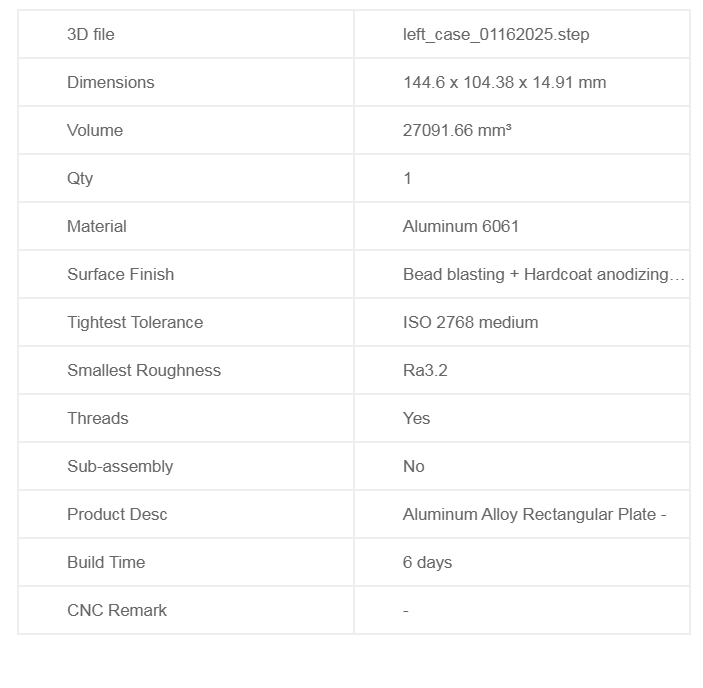 3D file left_case_01162025.step
Dimensions 144.6 x 104.38 x 14.91 mm
Volume 27091.66 mm³
Qty 1
Material Aluminum 6061
Surface Finish Bead blasting + Hardcoat anodizing…
Tightest Tolerance ISO 2768 medium
Smallest Roughness Ra3.2
Threads Yes
Sub-assembly No
Product Desc Aluminum Alloy Rectangular Plate -
Build Time 6 days
CNC Remark -